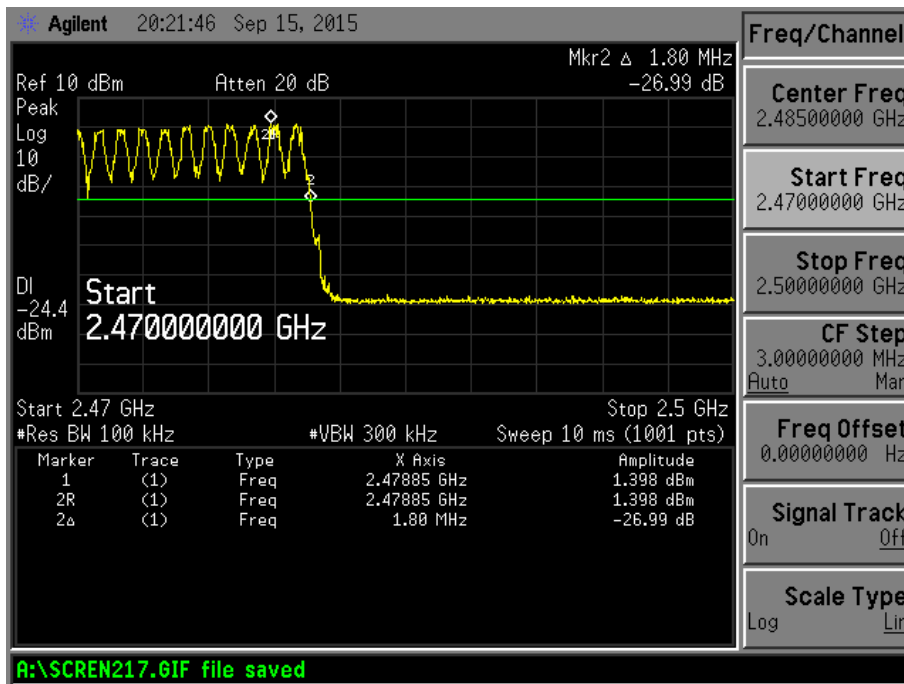 Agilent 20:21:46 Sep 15, 2015
Mkr2 Δ 1.80 MHz
Ref 10 dBm Atten 20 dB -26.99 dB
Peak
Log
10
dB/
2R
2
DI
-24.4
dBm
Start
2.470000000 GHz
Start 2.47 GHz Stop 2.5 GHz
#Res BW 100 kHz #VBW 300 kHz Sweep 10 ms (1001 pts)
Marker Trace Type X Axis Amplitude
1 (1) Freq 2.47885 GHz 1.398 dBm
2R (1) Freq 2.47885 GHz 1.398 dBm
2Δ (1) Freq 1.80 MHz -26.99 dB
A:\SCREN217.GIF file saved
Freq/Channel
Center Freq
2.48500000 GHz
Start Freq
2.47000000 GHz
Stop Freq
2.50000000 GHz
CF Step
3.00000000 MHz
Auto Man
Freq Offset
0.00000000 Hz
Signal Track
On Off
Scale Type
Log Lin